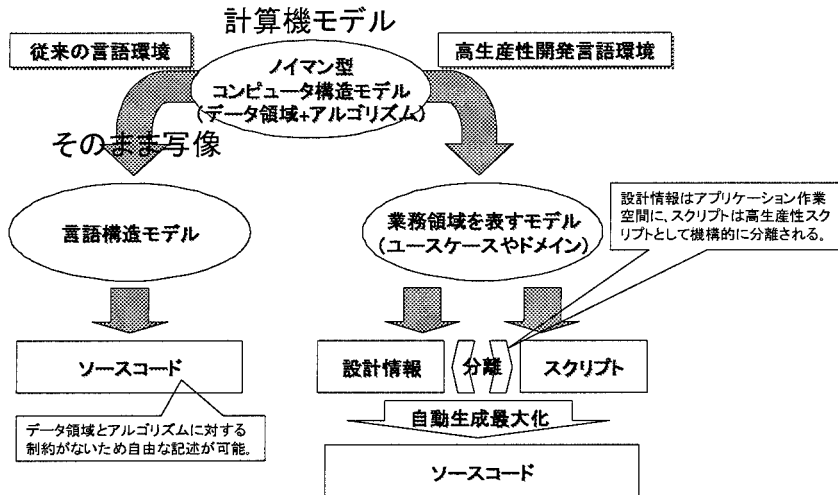 計算機モデル
従来の言語環境
高生産性開発言語環境
ノイマン型
コンピュータ構造モデル
(データ領域+アルゴリズム)
そのまま写像
言語構造モデル
業務領域を表すモデル
(ユースケースやドメイン)
設計情報はアプリケーション作業
空間に、スクリプトは高生産性スク
リプトとして機構的に分離される。
ソースコード
設計情報
分離
スクリプト
データ領域とアルゴリズムに対する
制約がないため自由な記述が可能。
自動生成最大化
ソースコード